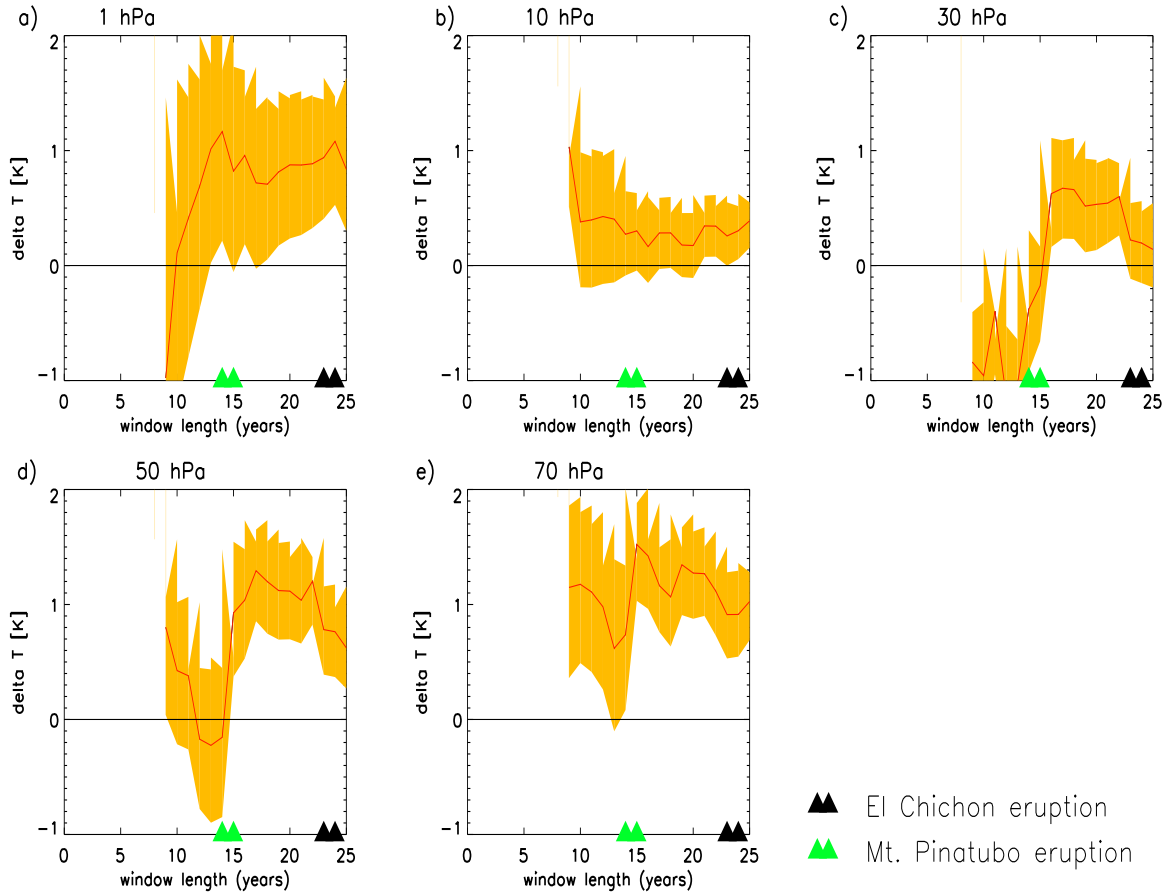 a) 1 hPa
b) 10 hPa
c) 30 hPa
2 2 2
1 1 1
0 0 0
−1 −1 −1
delta T [K] delta T [K] delta T [K]
0 5 10 15 20 25 0 5 10 15 20 25 0 5 10 15 20 25
window length (years) window length (years) window length (years)
d) 50 hPa
e) 70 hPa
2 2
1 1
0 0
−1 −1
delta T [K] delta T [K]
0 5 10 15 20 25 0 5 10 15 20 25
window length (years) window length (years)
El Chichon eruption
Mt. Pinatubo eruption